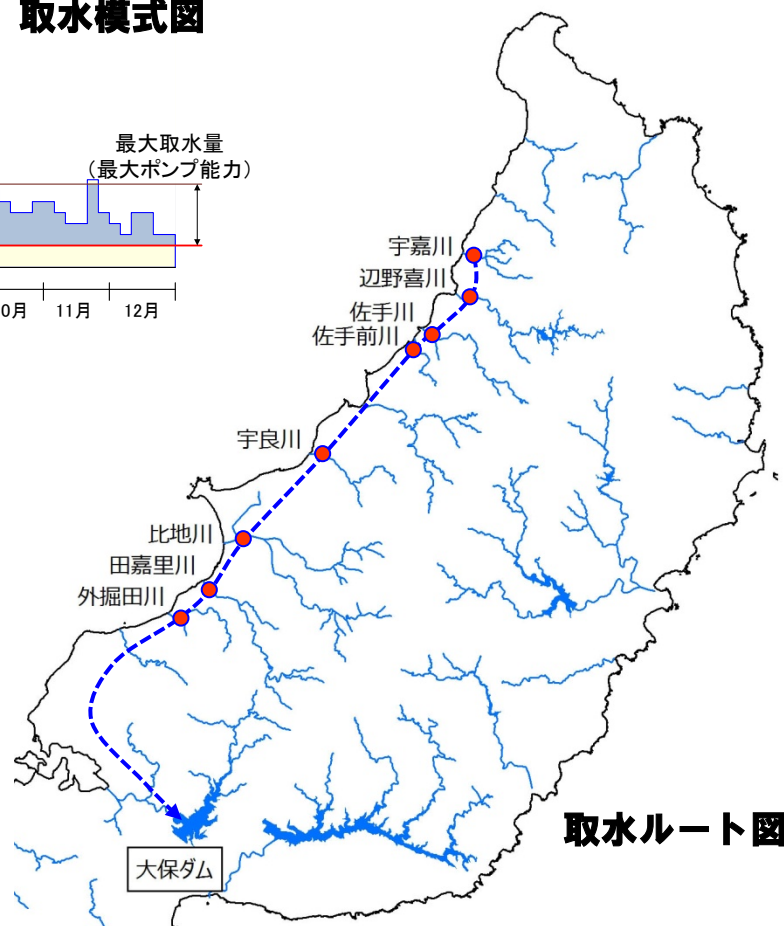 取水模式図
最大取水量
(最大ポンプ能力)
0月
11月
12月
宇嘉川
辺野喜川
佐手川
佐手前川
宇良川
比地川
田嘉里川
外掘田川
大保ダム
取水ルート図